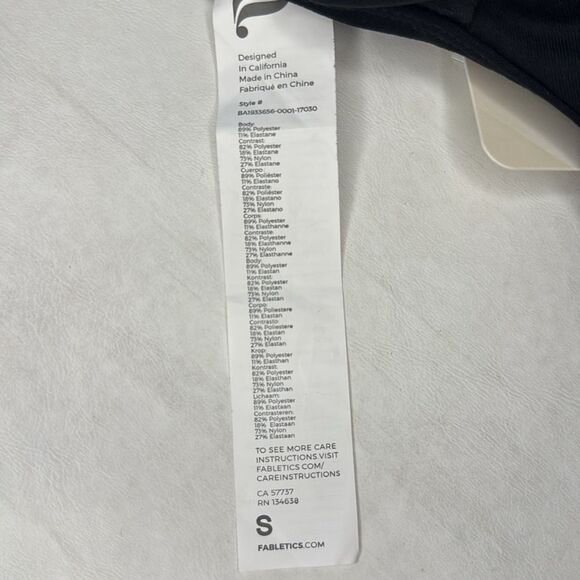 Designed
In California
Made in China
Fabriqué en Chine
Style #
BA1933656-0001-17030
Body:
89% Polyester
11% Elastane
Contrast:
82% Polyester
18% Elastane
73% Nylon
27% Elastane
Cuerpo:
89% Poliéster
11% Elastano
Contraste:
82% Poliéster
18% Elastano
73% Nylon
27% Elastano
Corps:
89% Polyester
11% Elasthanne
Contraste:
82% Polyester
18% Elasthanne
73% Nylon
27% Elasthanne
Body:
89% Polyester
11% Elastan
Kontrast:
82% Polyester
18% Elastan
73% Nylon
27% Elastan
Corpo:
89% Poliestere
11% Elastan
Contrasto:
82% Poliestere
18% Elastan
73% Nylon
27% Elastan
Krop:
89% Polyester
11% Elasthan
Kontrast:
82% Polyester
18% Elasthan
73% Nylon
27% Elasthan
Lichaam:
89% Polyester
11% Elastaan
Contrasteren:
82% Polyester
18% Elastaan
73% Nylon
27% Elastaan
TO SEE MORE CARE
INSTRUCTIONS VISIT
FABLETICS.COM/
CAREINSTRUCTIONS
CA 57737
RN 134638
S
FABLETICS.COM